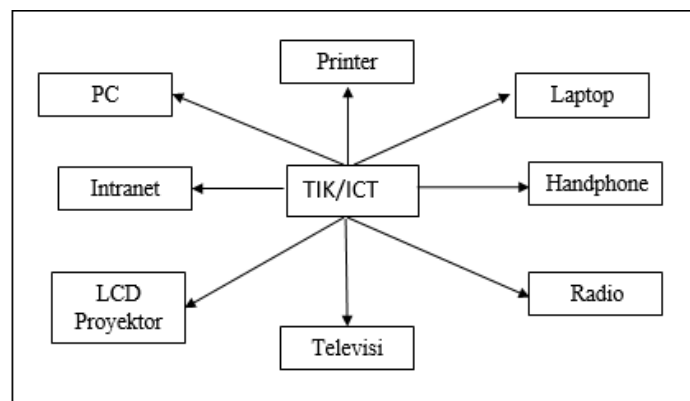 Printer
PC
Laptop
Intranet
TIK/ICT
Handphone
LCD
Proyektor
Radio
Televisi